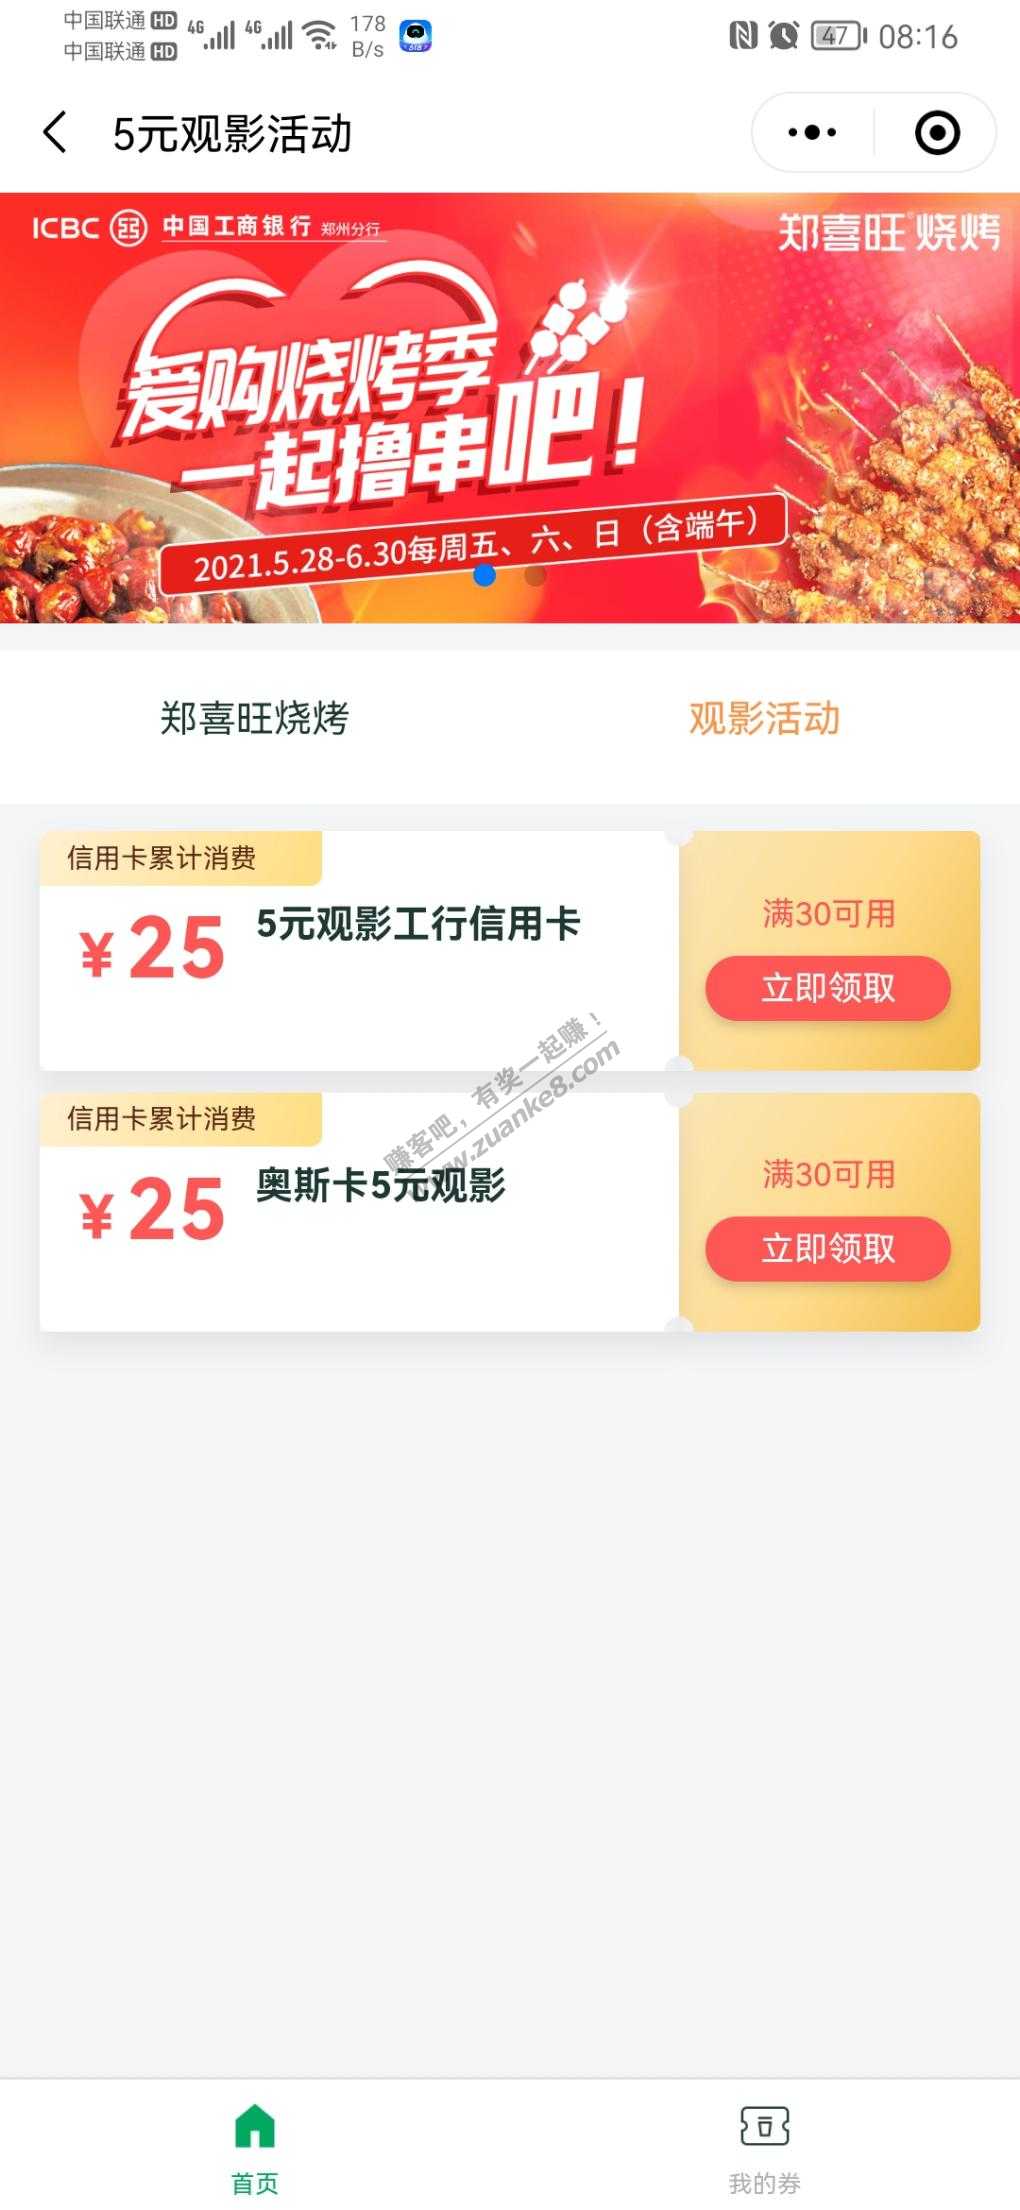 中国联通 HD 4G 4G 178 B/s 47 08:16
中国联通 HD
5元观影活动
ICBC 中国工商银行 郑州分行
郑喜旺 烧烤
爱购烧烤季
一起撸串吧!
2021.5.28-6.30每周五、六、日（含端午）
郑喜旺烧烤 观影活动
信用卡累计消费
¥25 5元观影工行信用卡
满30可用
立即领取
赚客吧，有奖一起赚！
www.zuanke8.com
信用卡累计消费
¥25 奥斯卡5元观影
满30可用
立即领取
首页 我的券